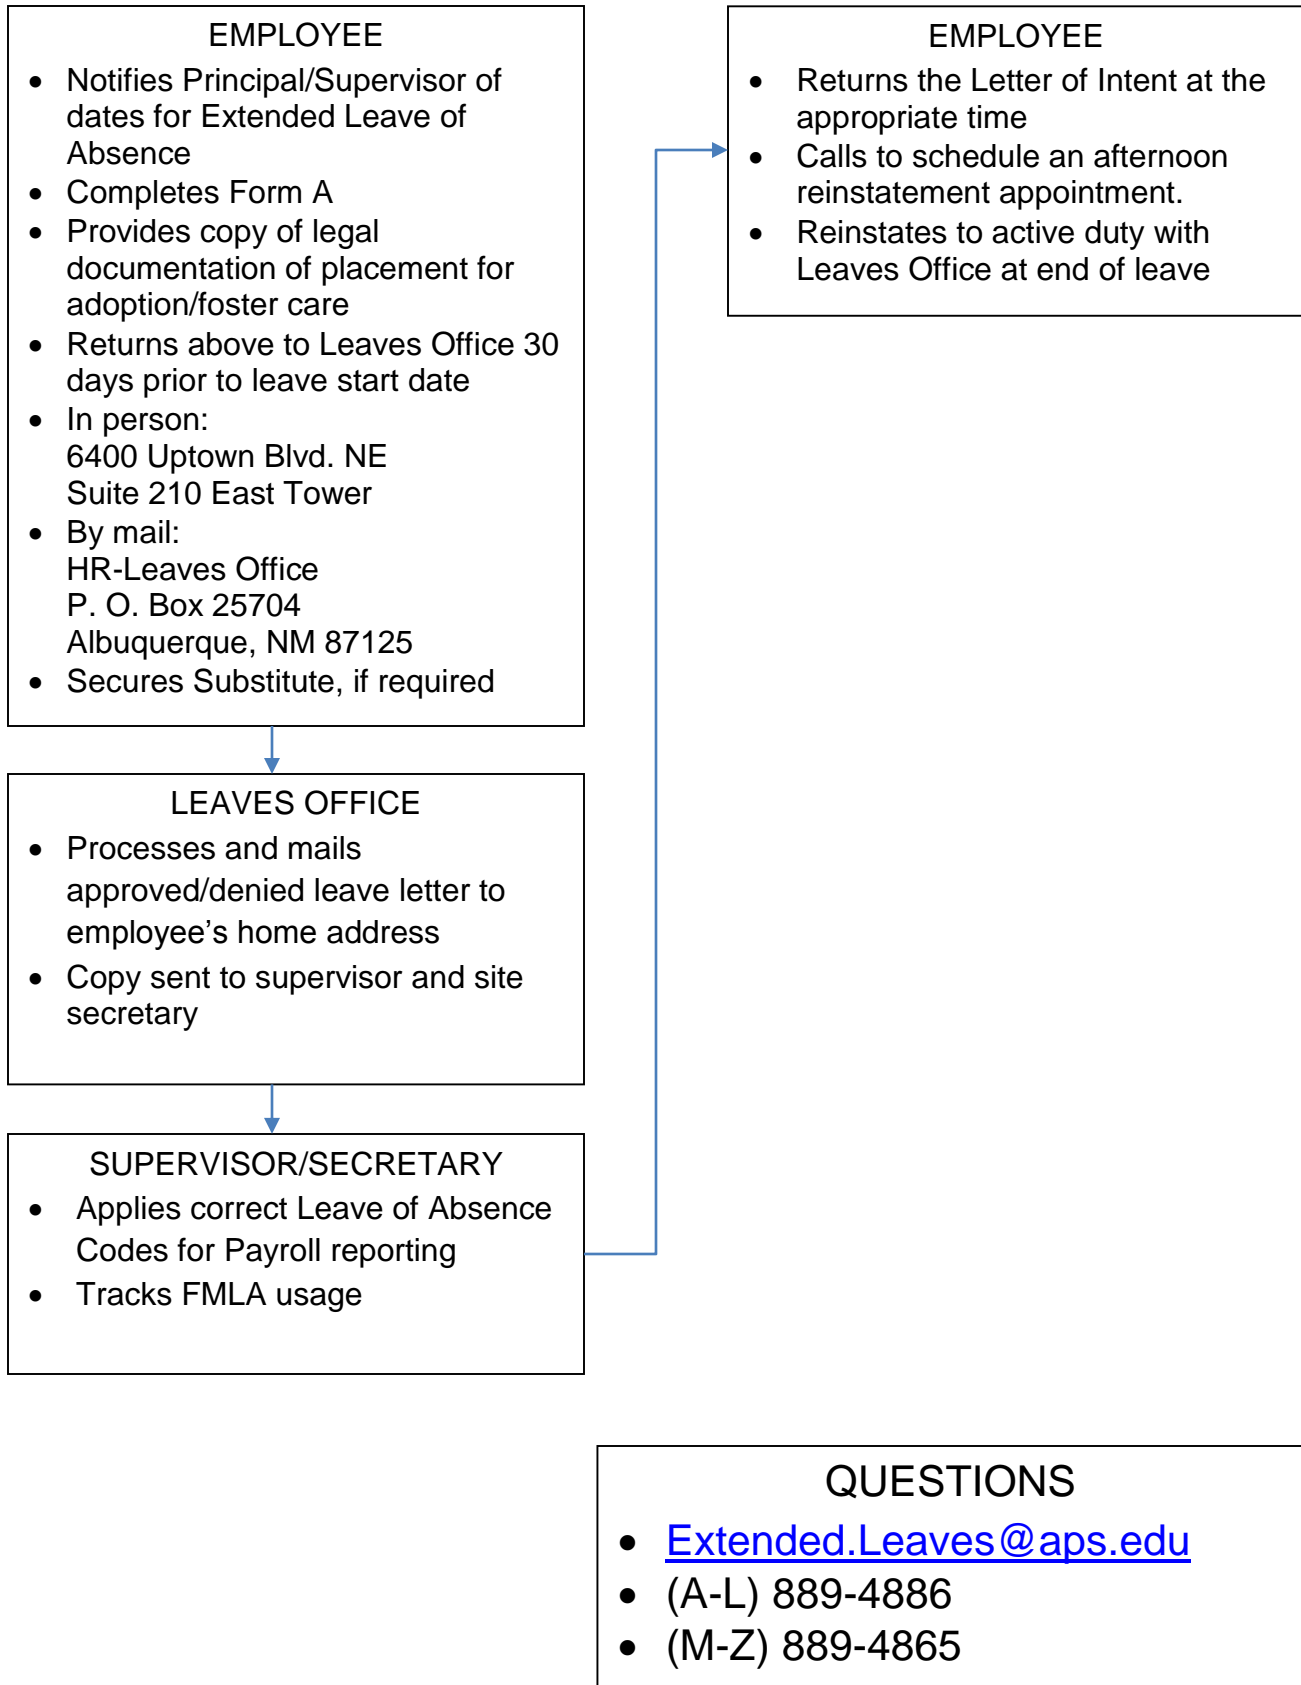 EMPLOYEE
• Notifies Principal/Supervisor of
dates for Extended Leave of
Absence
• Completes Form A
• Provides copy of legal
documentation of placement for
adoption/foster care
• Returns above to Leaves Office 30
days prior to leave start date
• In person:
6400 Uptown Blvd. NE
Suite 210 East Tower
• By mail:
HR-Leaves Office
P. O. Box 25704
Albuquerque, NM 87125
• Secures Substitute, if required
LEAVES OFFICE
• Processes and mails
approved/denied leave letter to
employee’s home address
• Copy sent to supervisor and site
secretary
SUPERVISOR/SECRETARY
• Applies correct Leave of Absence
Codes for Payroll reporting
• Tracks FMLA usage
EMPLOYEE
• Returns the Letter of Intent at the
appropriate time
• Calls to schedule an afternoon
reinstatement appointment.
• Reinstates to active duty with
Leaves Office at end of leave
QUESTIONS
• Extended.Leaves@aps.edu
• (A-L) 889-4886
• (M-Z) 889-4865